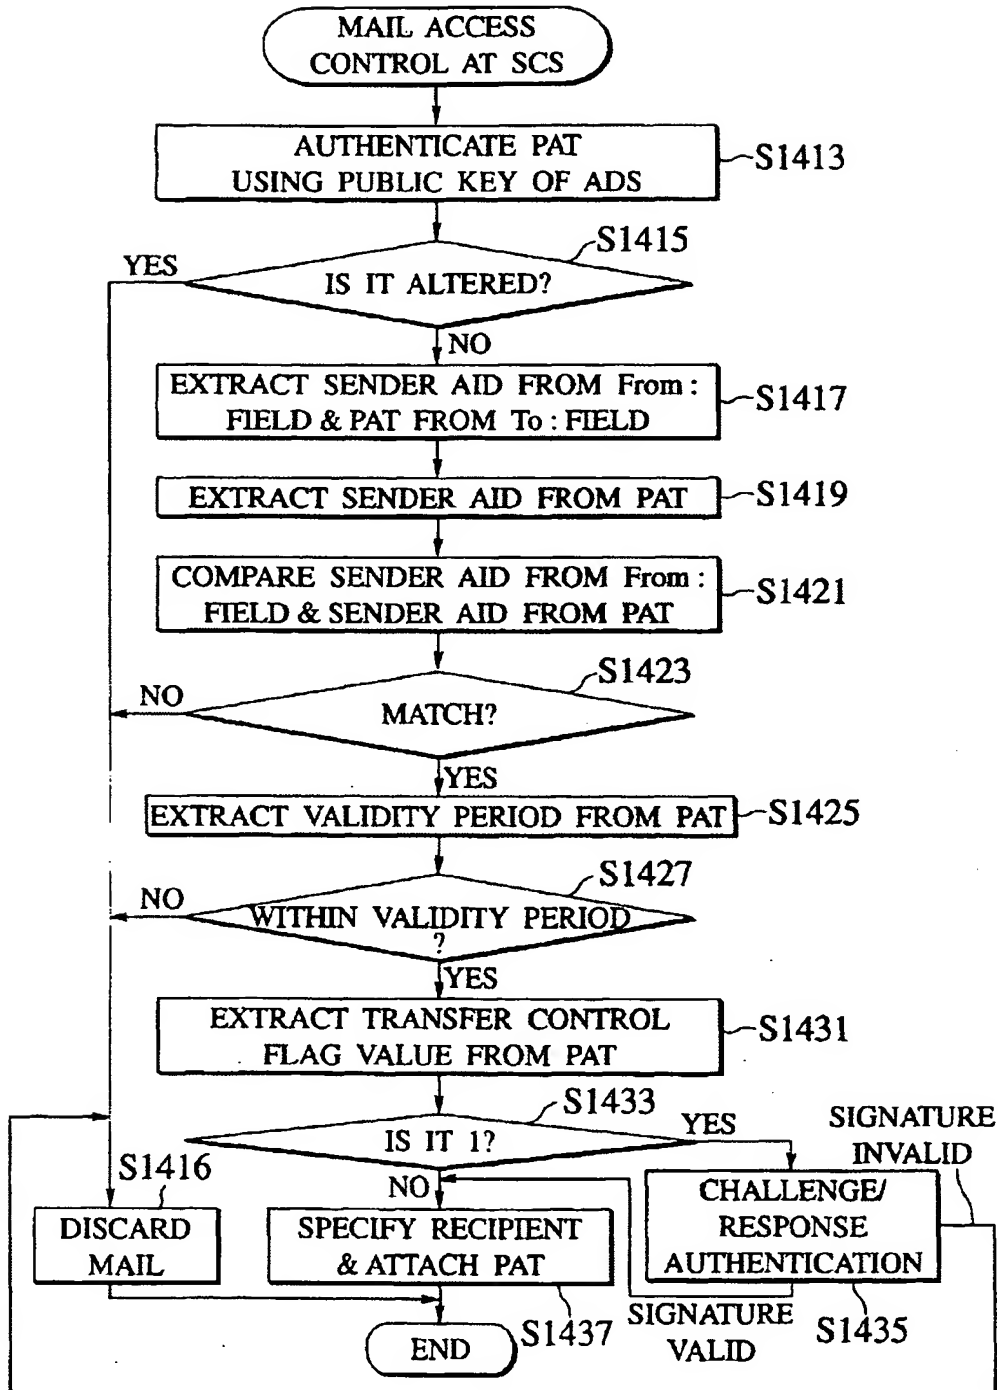 MAIL ACCESS
CONTROL AT SCS
AUTHENTICATE PAT
USING PUBLIC KEY OF ADS
S1413
S1415
YES
IS IT ALTERED?
NO
EXTRACT SENDER AID FROM From :
FIELD & PAT FROM To : FIELD
S1417
EXTRACT SENDER AID FROM PAT
S1419
COMPARE SENDER AID FROM From :
FIELD & SENDER AID FROM PAT
S1421
S1423
NO
MATCH?
YES
EXTRACT VALIDITY PERIOD FROM PAT
S1425
S1427
NO
WITHIN VALIDITY PERIOD
?
YES
EXTRACT TRANSFER CONTROL
FLAG VALUE FROM PAT
S1431
S1433
IS IT 1?
YES
SIGNATURE
INVALID
S1416
NO
DISCARD
MAIL
SPECIFY RECIPIENT
& ATTACH PAT
CHALLENGE/
RESPONSE
AUTHENTICATION
S1437
SIGNATURE
VALID
S1435
END